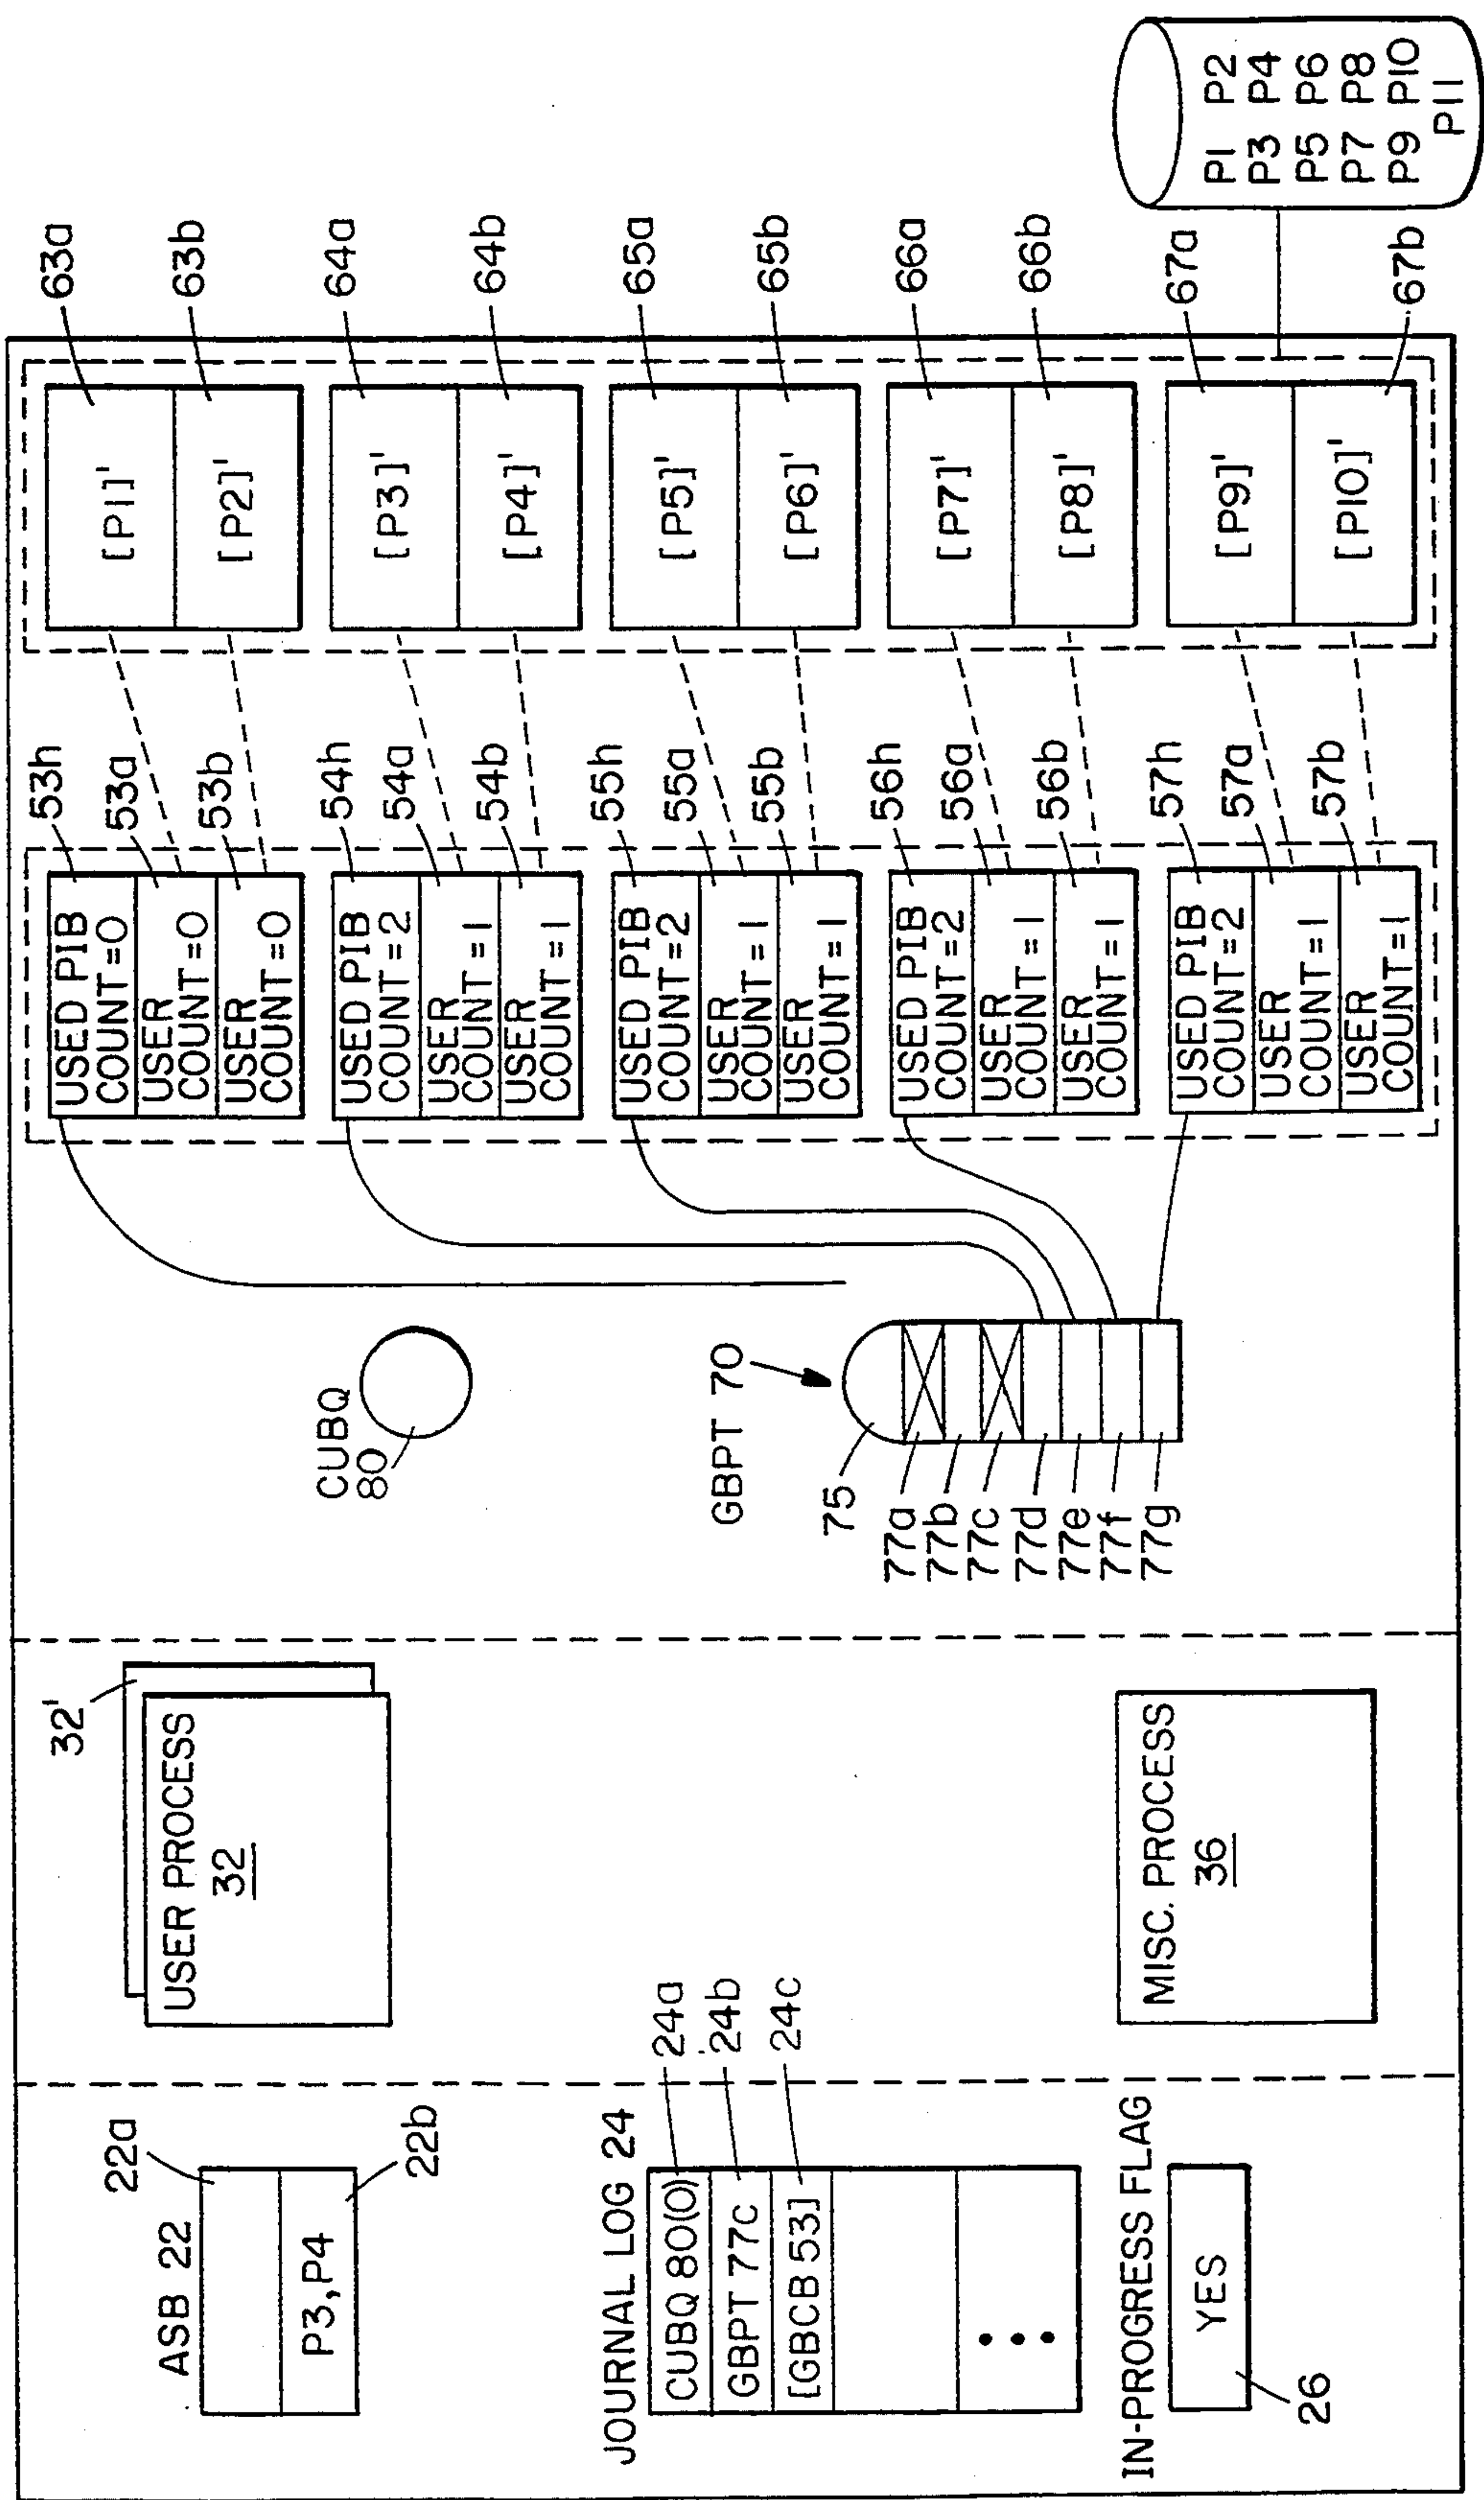 ASB 22
22a
P3,P4
22b
JOURNAL LOG 24
CUBQ 80(0)
24a
GBPT 77c
24b
[GBCB 53]
24c
IN-PROGRESS FLAG
YES
26
32'
USER PROCESS
32
MISC. PROCESS
36
CUBQ
80
GBPT 70
75
77a
77b
77c
77d
77e
77f
77g
USED PIB
COUNT=0
53h
USER
COUNT=0
53a
USER
COUNT=0
53b
USED PIB
COUNT=2
54h
USER
COUNT=1
54a
USER
COUNT=1
54b
USED PIB
COUNT=2
55h
USER
COUNT=1
55a
USER
COUNT=1
55b
USED PIB
COUNT=2
56h
USER
COUNT=1
56a
USER
COUNT=1
56b
USED PIB
COUNT=2
57h
USER
COUNT=1
57a
USER
COUNT=1
57b
[P1]'
63a
[P2]'
63b
[P3]'
64a
[P4]'
64b
[P5]'
65a
[P6]'
65b
[P7]'
66a
[P8]'
66b
[P9]'
67a
[P10]'
67b
P1 P2
P3 P4
P5 P6
P7 P8
P9 P10
P11